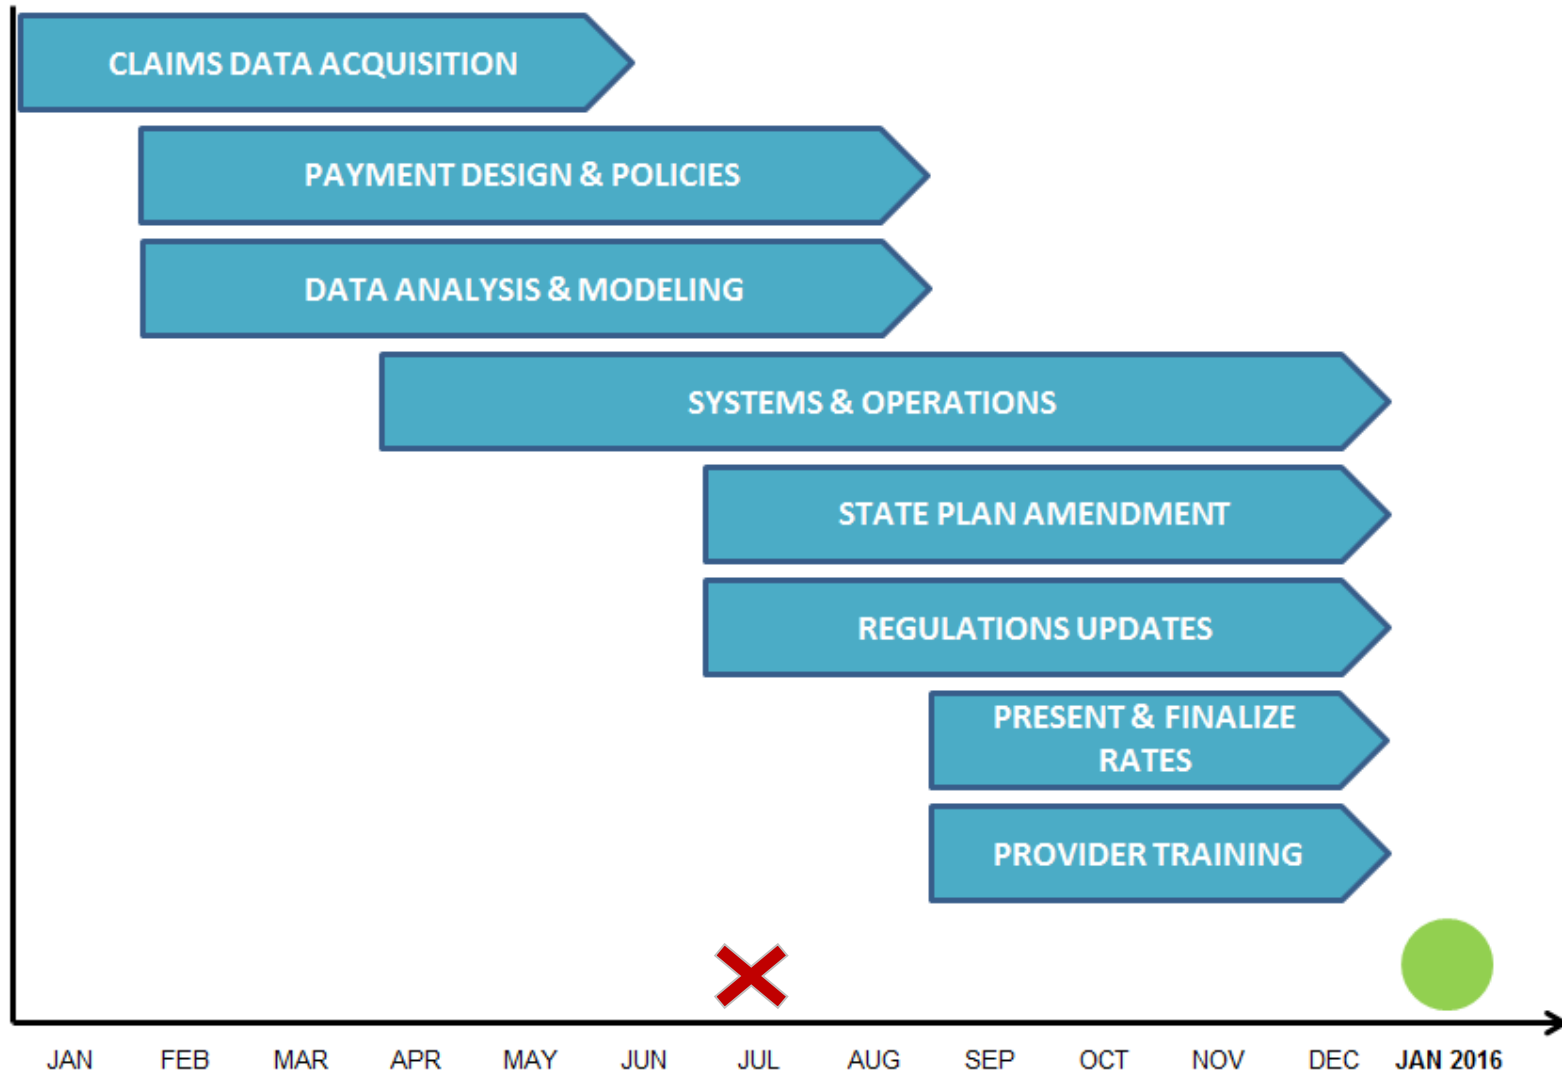 CLAIMS DATA ACQUISITION
PAYMENT DESIGN & POLICIES
DATA ANALYSIS & MODELING
SYSTEMS & OPERATIONS
STATE PLAN AMENDMENT
REGULATIONS UPDATES
PRESENT & FINALIZE
RATES
PROVIDER TRAINING
JAN FEB MAR APR MAY JUN JUL AUG SEP OCT NOV DEC JAN 2016